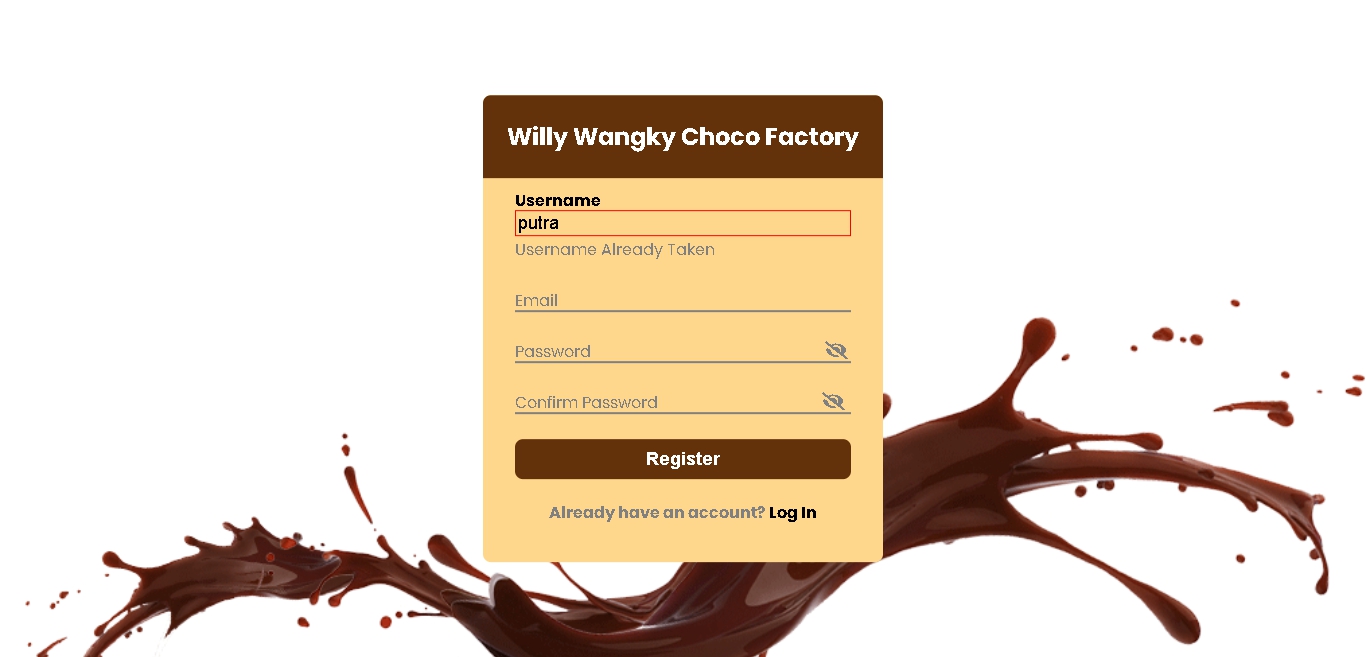 Willy Wangky Choco Factory
Username
putra
Username Already Taken
Email
Password
Confirm Password
Register
Already have an account? Log In